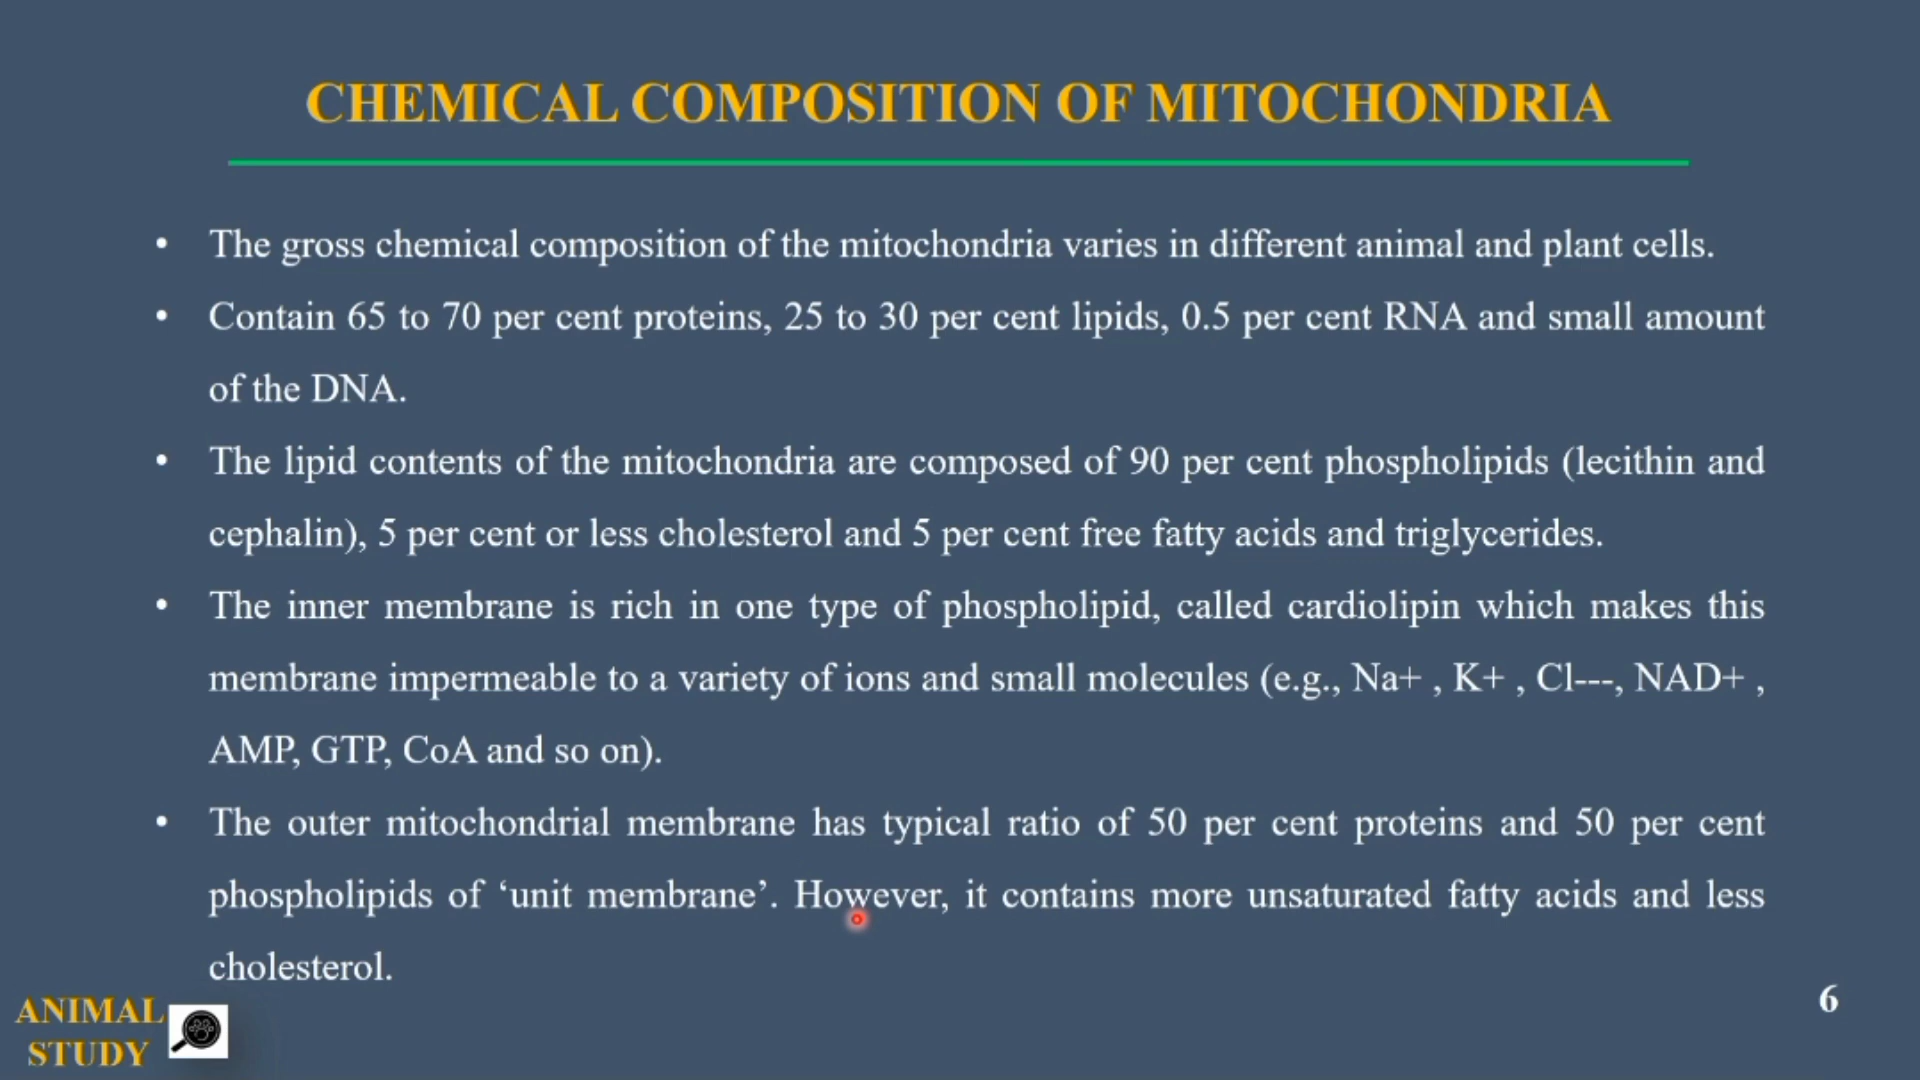 CHEMICAL COMPOSITION OF MITOCHONDRIA
• The gross chemical composition of the mitochondria varies in different animal and plant cells.
• Contain 65 to 70 per cent proteins, 25 to 30 per cent lipids, 0.5 per cent RNA and small amount
of the DNA.
• The lipid contents of the mitochondria are composed of 90 per cent phospholipids (lecithin and
cephalin), 5 per cent or less cholesterol and 5 per cent free fatty acids and triglycerides.
• The inner membrane is rich in one type of phospholipid, called cardiolipin which makes this
membrane impermeable to a variety of ions and small molecules (e.g., Na+ , K+ , Cl---, NAD+ ,
AMP, GTP, CoA and so on).
• The outer mitochondrial membrane has typical ratio of 50 per cent proteins and 50 per cent
phospholipids of ‘unit membrane’. However, it contains more unsaturated fatty acids and less
cholesterol.
6
ANIMAL
STUDY